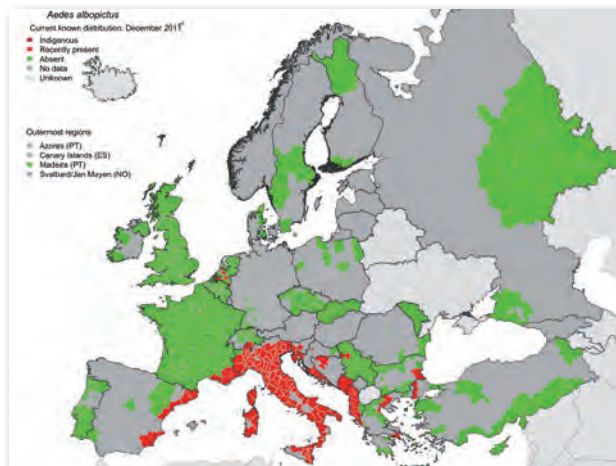 Aedes albopictus
Current known distribution: December 2011
Indigenous
Recently present
Absent
No data
Unknown
Outermost regions
Azores (PT)
Canary Islands (ES)
Madeira (PT)
Svalbard/Jan Mayen (NO)